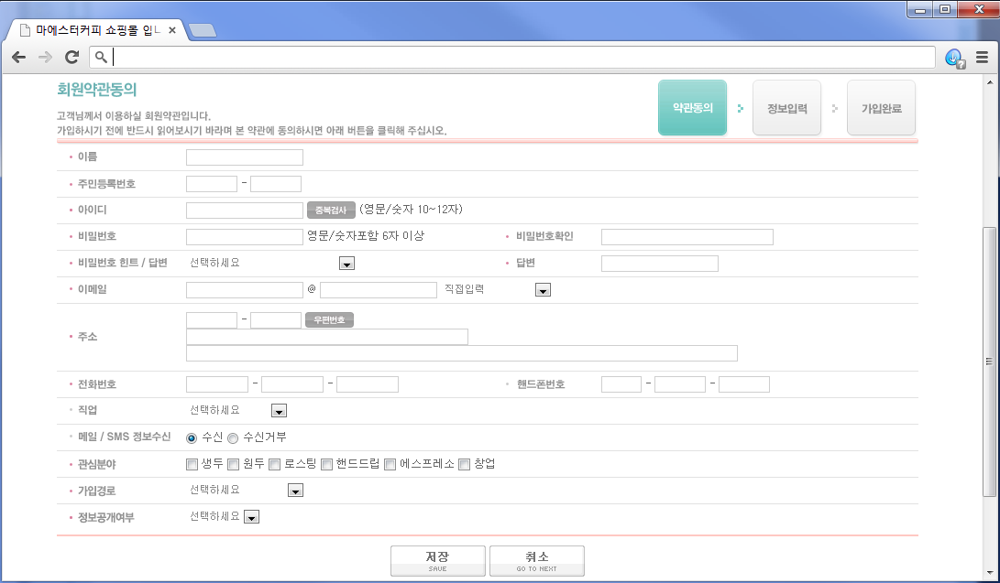 마에스터커피 쇼핑몰 입ㄴ
회원약관동의
고객님께서 이용하실 회원약관입니다.
가입하시기 전에 반드시 읽어보시기 바라며 본 약관에 동의하시면 아래 버튼을 클릭해 주십시오.
약관동의
정보입력
가입완료
이름
주민등록번호 -
아이디 중복검사 (영문/숫자 10~12자)
비밀번호 영문/숫자포함 6자 이상 비밀번호확인
비밀번호 힌트 / 답변 선택하세요 답변
이메일 @ 직접입력
주소 - 우편번호
전화번호 - - 핸드폰번호 - -
직업 선택하세요
메일 / SMS 정보수신 수신 수신거부
관심분야 생두 원두 로스팅 핸드드립 에스프레소 창업
가입경로 선택하세요
정보공개여부 선택하세요
저장 취소
SAVE GO TO NEXT